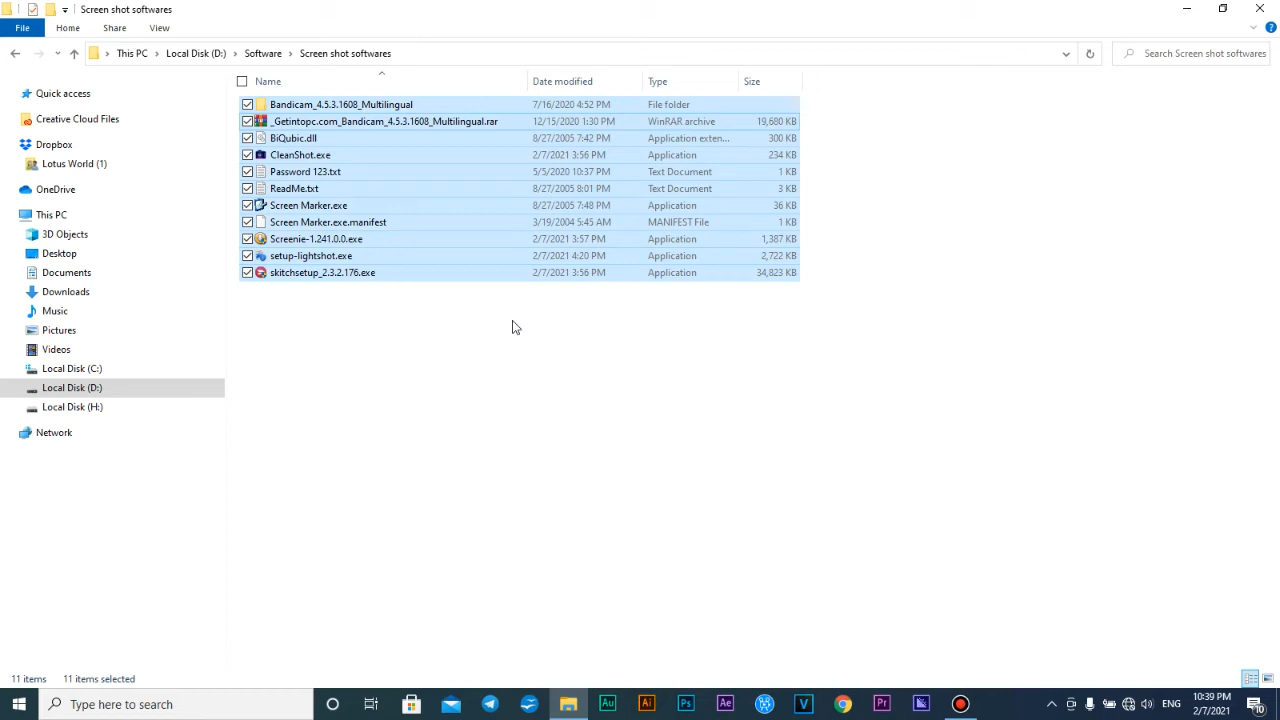 Screen shot softwares
File Home Share View
This PC Local Disk (D:) Software Screen shot softwares Search Screen shot softwares
Name Date modified Type Size
Quick access
Creative Cloud Files
Dropbox
Lotus World (1)
OneDrive
This PC
3D Objects
Desktop
Documents
Downloads
Music
Pictures
Videos
Local Disk (C:)
Local Disk (D:)
Local Disk (H:)
Network
Bandicam_4.5.3.1608_Multilingual 7/16/2020 4:52 PM File folder
_Getintopc.com_Bandicam_4.5.3.1608_Multilingual.rar 12/15/2020 1:30 PM WinRAR archive 19,680 KB
BiQubic.dll 8/27/2005 7:42 PM Application exten... 300 KB
CleanShot.exe 2/7/2021 3:56 PM Application 234 KB
Password 123.txt 5/5/2020 10:37 PM Text Document 1 KB
ReadMe.txt 8/27/2005 8:01 PM Text Document 3 KB
Screen Marker.exe 8/27/2005 7:48 PM Application 36 KB
Screen Marker.exe.manifest 3/19/2004 5:45 AM MANIFEST File 1 KB
Screenie-1.241.0.0.exe 2/7/2021 3:57 PM Application 1,387 KB
setup-lightshot.exe 2/7/2021 4:20 PM Application 2,722 KB
skitchsetup_2.3.2.176.exe 2/7/2021 3:56 PM Application 34,823 KB
11 items 11 items selected
Type here to search
Au Ai Ps Ae V Pr
ENG
10:39 PM
2/7/2021
10